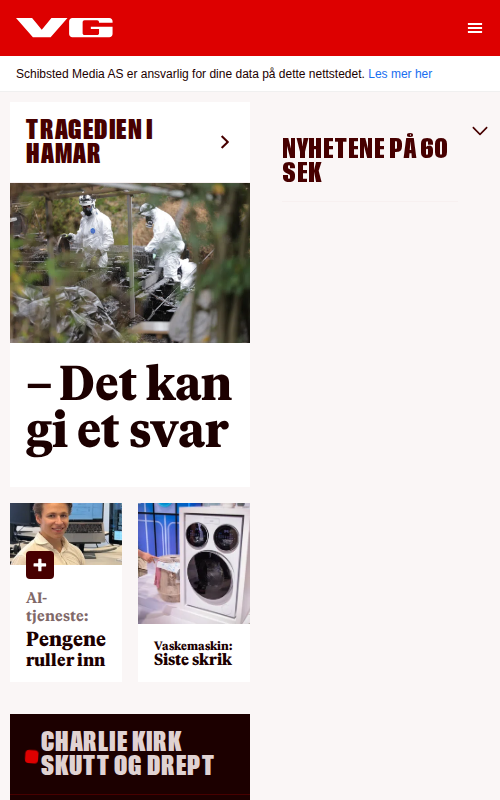 VG
Schibsted Media AS er ansvarlig for dine data på dette nettstedet. Les mer her
TRAGEDIEN I
HAMAR
– Det kan
gi et svar
AI-
tjeneste:
Pengene
ruller inn
Vaskemaskin:
Siste skrik
CHARLIE KIRK
SKUTT OG DREPT
NYHETENE PÅ 60
SEK